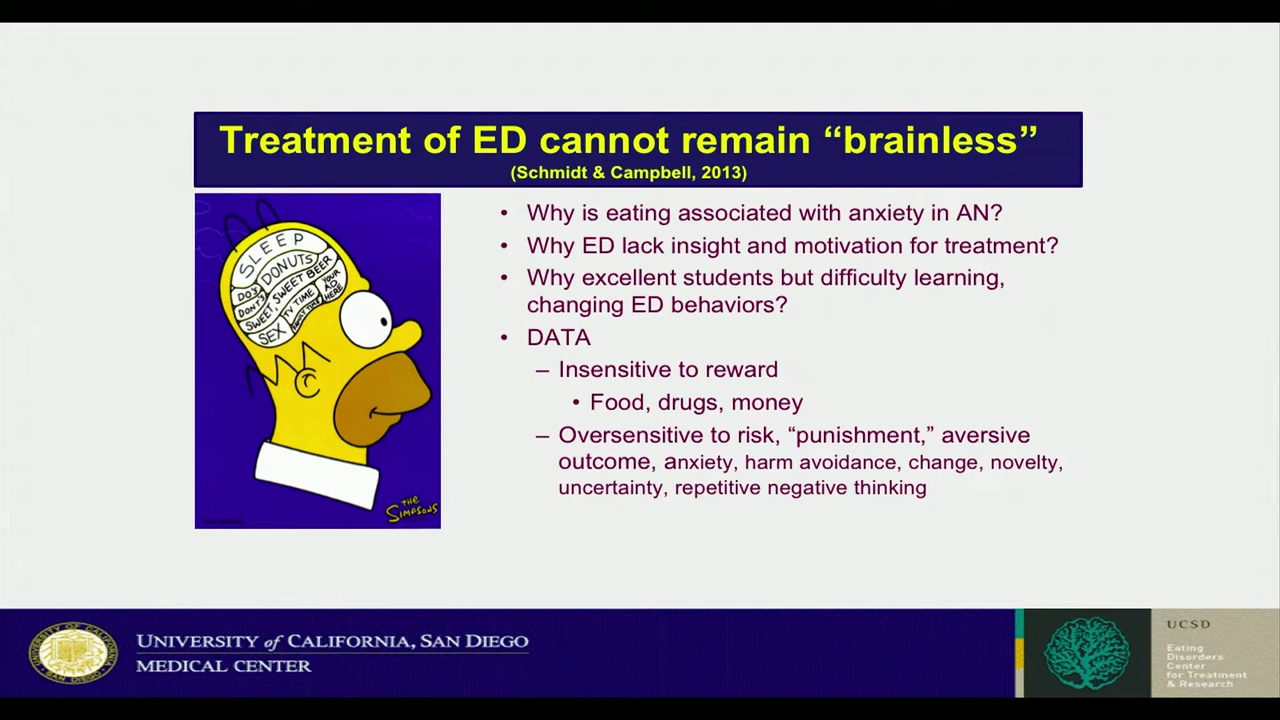 Treatment of ED cannot remain “brainless”
(Schmidt & Campbell, 2013)
SLEEP
DONUTS
DO'S
DON'TS
SWEET, SWEET BEER
TV TIME
YOUR
AD
HERE
SEX
THE
SIMPSONS
• Why is eating associated with anxiety in AN?
• Why ED lack insight and motivation for treatment?
• Why excellent students but difficulty learning,
changing ED behaviors?
• DATA
– Insensitive to reward
• Food, drugs, money
– Oversensitive to risk, “punishment,” aversive
outcome, anxiety, harm avoidance, change, novelty,
uncertainty, repetitive negative thinking
UNIVERSITY of CALIFORNIA, SAN DIEGO
MEDICAL CENTER
UCSD
Eating
Disorders
Center
for Treatment
& Research